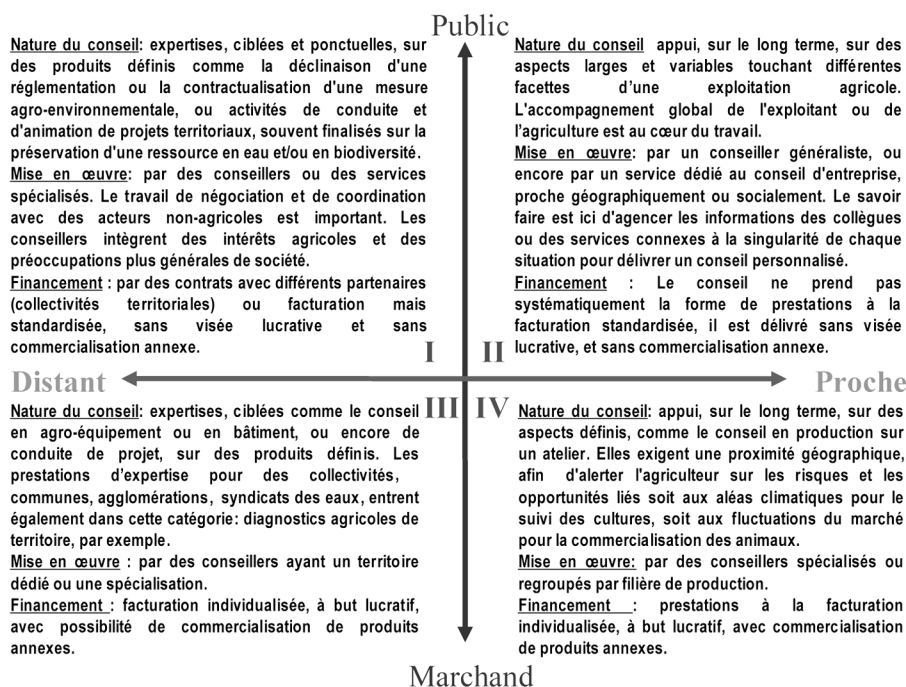 Public
Nature du conseil: expertises, ciblées et ponctuelles, sur
des produits définis comme la déclinaison d'une
réglementation ou la contractualisation d'une mesure
agro-environnementale, ou activités de conduite et
d'animation de projets territoriaux, souvent finalisés sur la
préservation d'une ressource en eau et/ou en biodiversité.
Mise en œuvre: par des conseillers ou des services
spécialisés. Le travail de négociation et de coordination
avec des acteurs non-agricoles est important. Les
conseillers intègrent des intérêts agricoles et des
préoccupations plus générales de société.
Financement : par des contrats avec différents partenaires
(collectivités territoriales) ou facturation mais
standardisée, sans visée lucrative et sans
commercialisation annexe.
I
Nature du conseil appui, sur le long terme, sur des
aspects larges et variables touchant différentes
facettes d'une exploitation agricole.
L'accompagnement global de l'exploitant ou de
l'agriculture est au cœur du travail.
Mise en œuvre: par un conseiller généraliste, ou
encore par un service dédié au conseil d'entreprise,
proche géographiquement ou socialement. Le savoir
faire est ici d'agencer les informations des collègues
ou des services connexes à la singularité de chaque
situation pour délivrer un conseil personnalisé.
Financement : Le conseil ne prend pas
systématiquement la forme de prestations à la
facturation standardisée, il est délivré sans visée
lucrative, et sans commercialisation annexe.
II
Distant
Proche
III
Nature du conseil: expertises, ciblées comme le conseil
en agro-équipement ou en bâtiment, ou encore de
conduite de projet, sur des produits définis. Les
prestations d'expertise pour des collectivités,
communes, agglomérations, syndicats des eaux, entrent
également dans cette catégorie: diagnostics agricoles de
territoire, par exemple.
Mise en œuvre : par des conseillers ayant un territoire
dédié ou une spécialisation.
Financement : facturation individualisée, à but lucratif,
avec possibilité de commercialisation de produits
annexes.
IV
Nature du conseil: appui, sur le long terme, sur des
aspects définis, comme le conseil en production sur
un atelier. Elles exigent une proximité géographique,
afin d'alerter l'agriculteur sur les risques et les
opportunités liés soit aux aléas climatiques pour le
suivi des cultures, soit aux fluctuations du marché
pour la commercialisation des animaux.
Mise en œuvre: par des conseillers spécialisés ou
regroupés par filière de production.
Financement : prestations à la facturation
individualisée, à but lucratif, avec commercialisation
de produits annexes.
Marchand